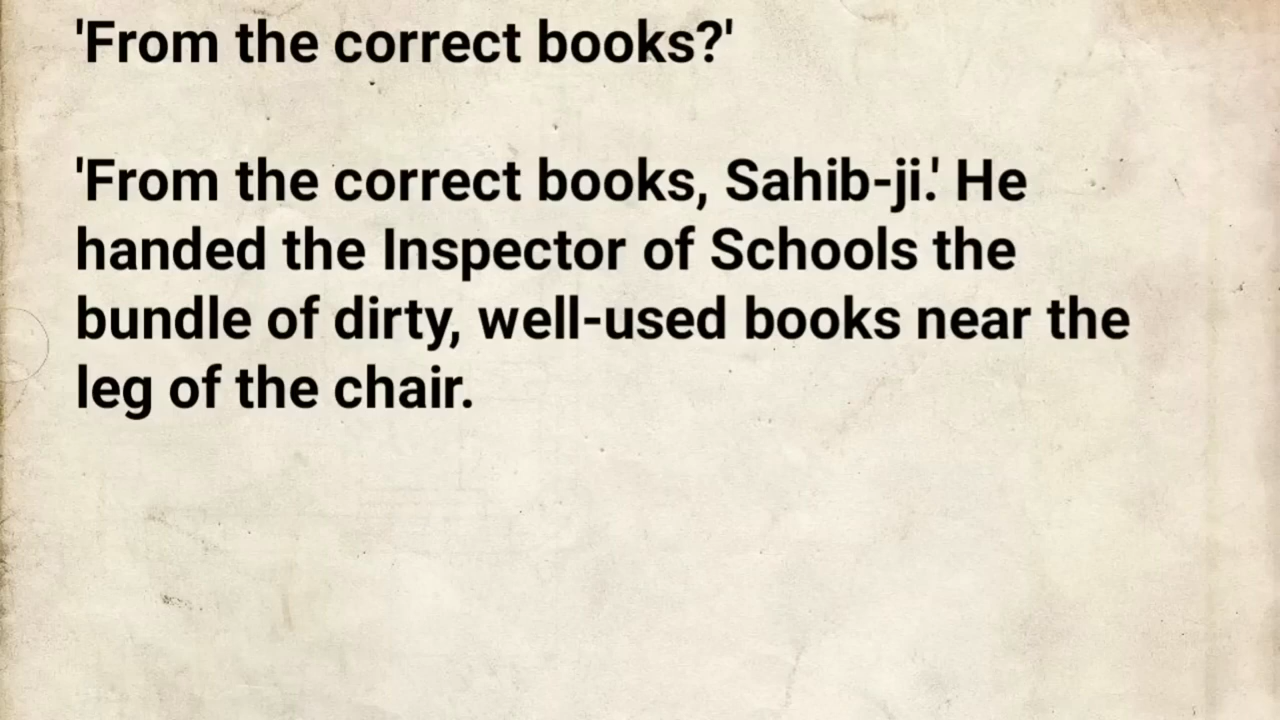 'From the correct books?'
'From the correct books, Sahib-ji.' He
handed the Inspector of Schools the
bundle of dirty, well-used books near the
leg of the chair.